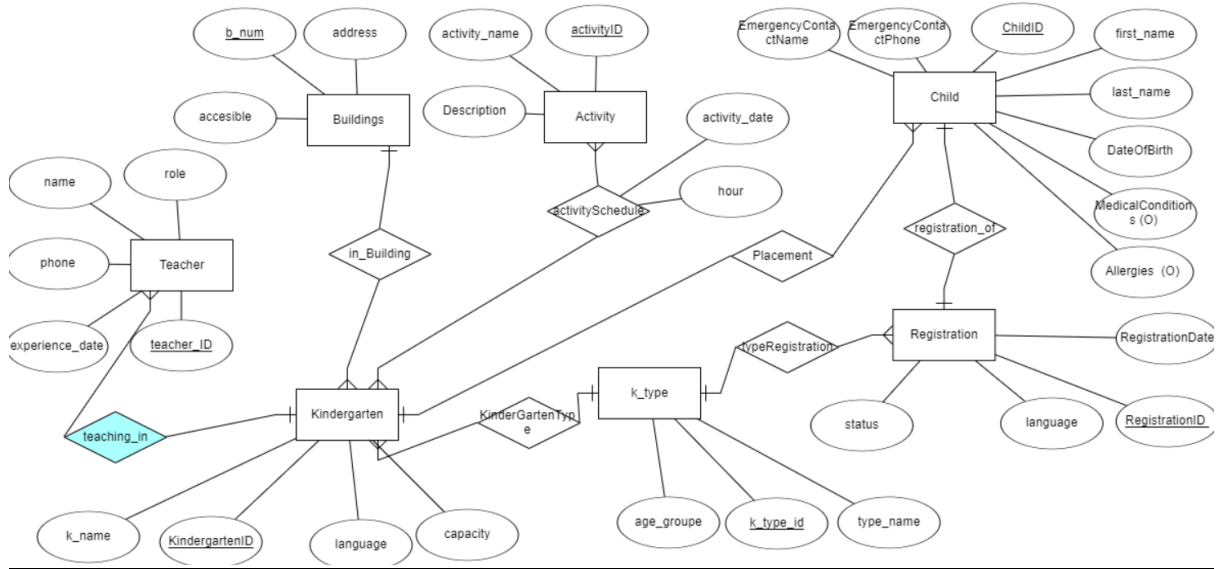 b_num
address
activity_name
activityID
EmergencyConta
ctName
EmergencyConta
ctPhone
ChildID
first_name
accesible
Buildings
Description
Activity
activity_date
Child
last_name
name
role
hour
DateOfBirth
activitySchedule
MedicalCondition
s (O)
registration_of
phone
Teacher
in_Building
Placement
Allergies (O)
experience_date
teacher_ID
typeRegistration
Registration
RegistrationDate
Kindergarten
KinderGartenTyp
e
k_type
status
language
RegistrationID
teaching_in
k_name
KindergartenID
language
capacity
age_groupe
k_type_id
type_name